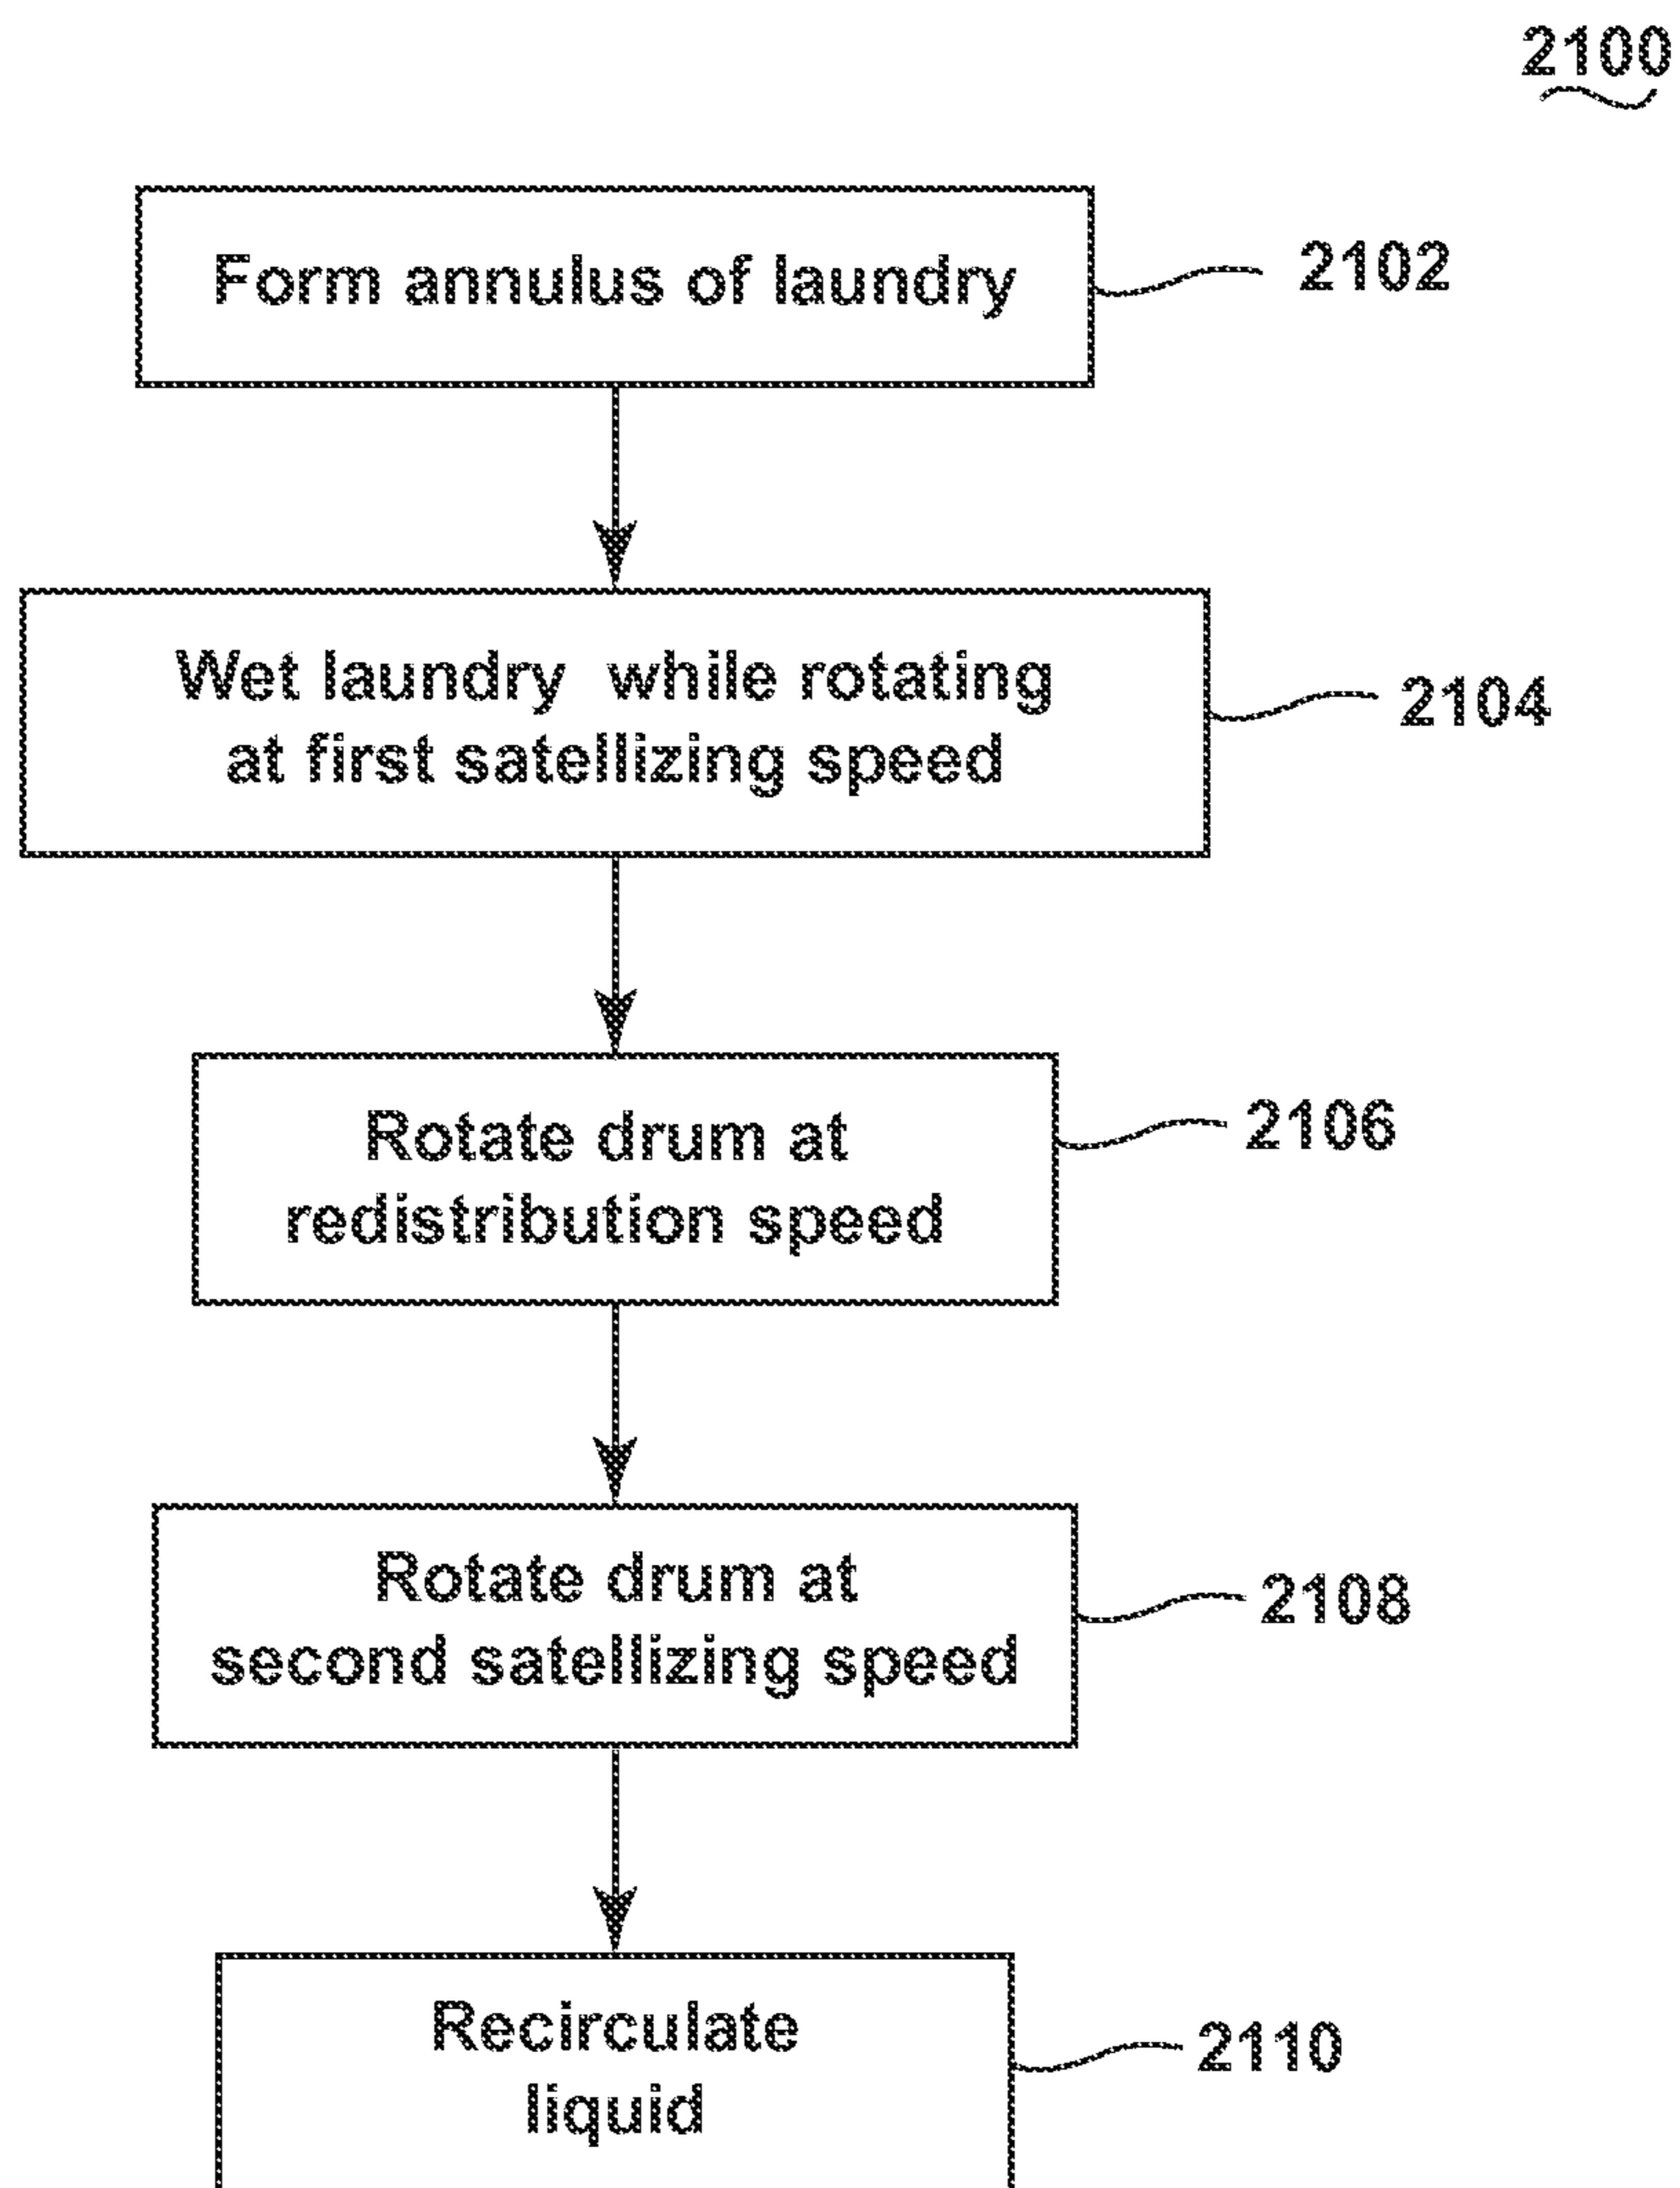 2100
Form annulus of laundry
2102
Wet laundry while rotating
at first satellizing speed
2104
Rotate drum at
redistribution speed
2106
Rotate drum at
second satellizing speed
2108
Recirculate
liquid
2110